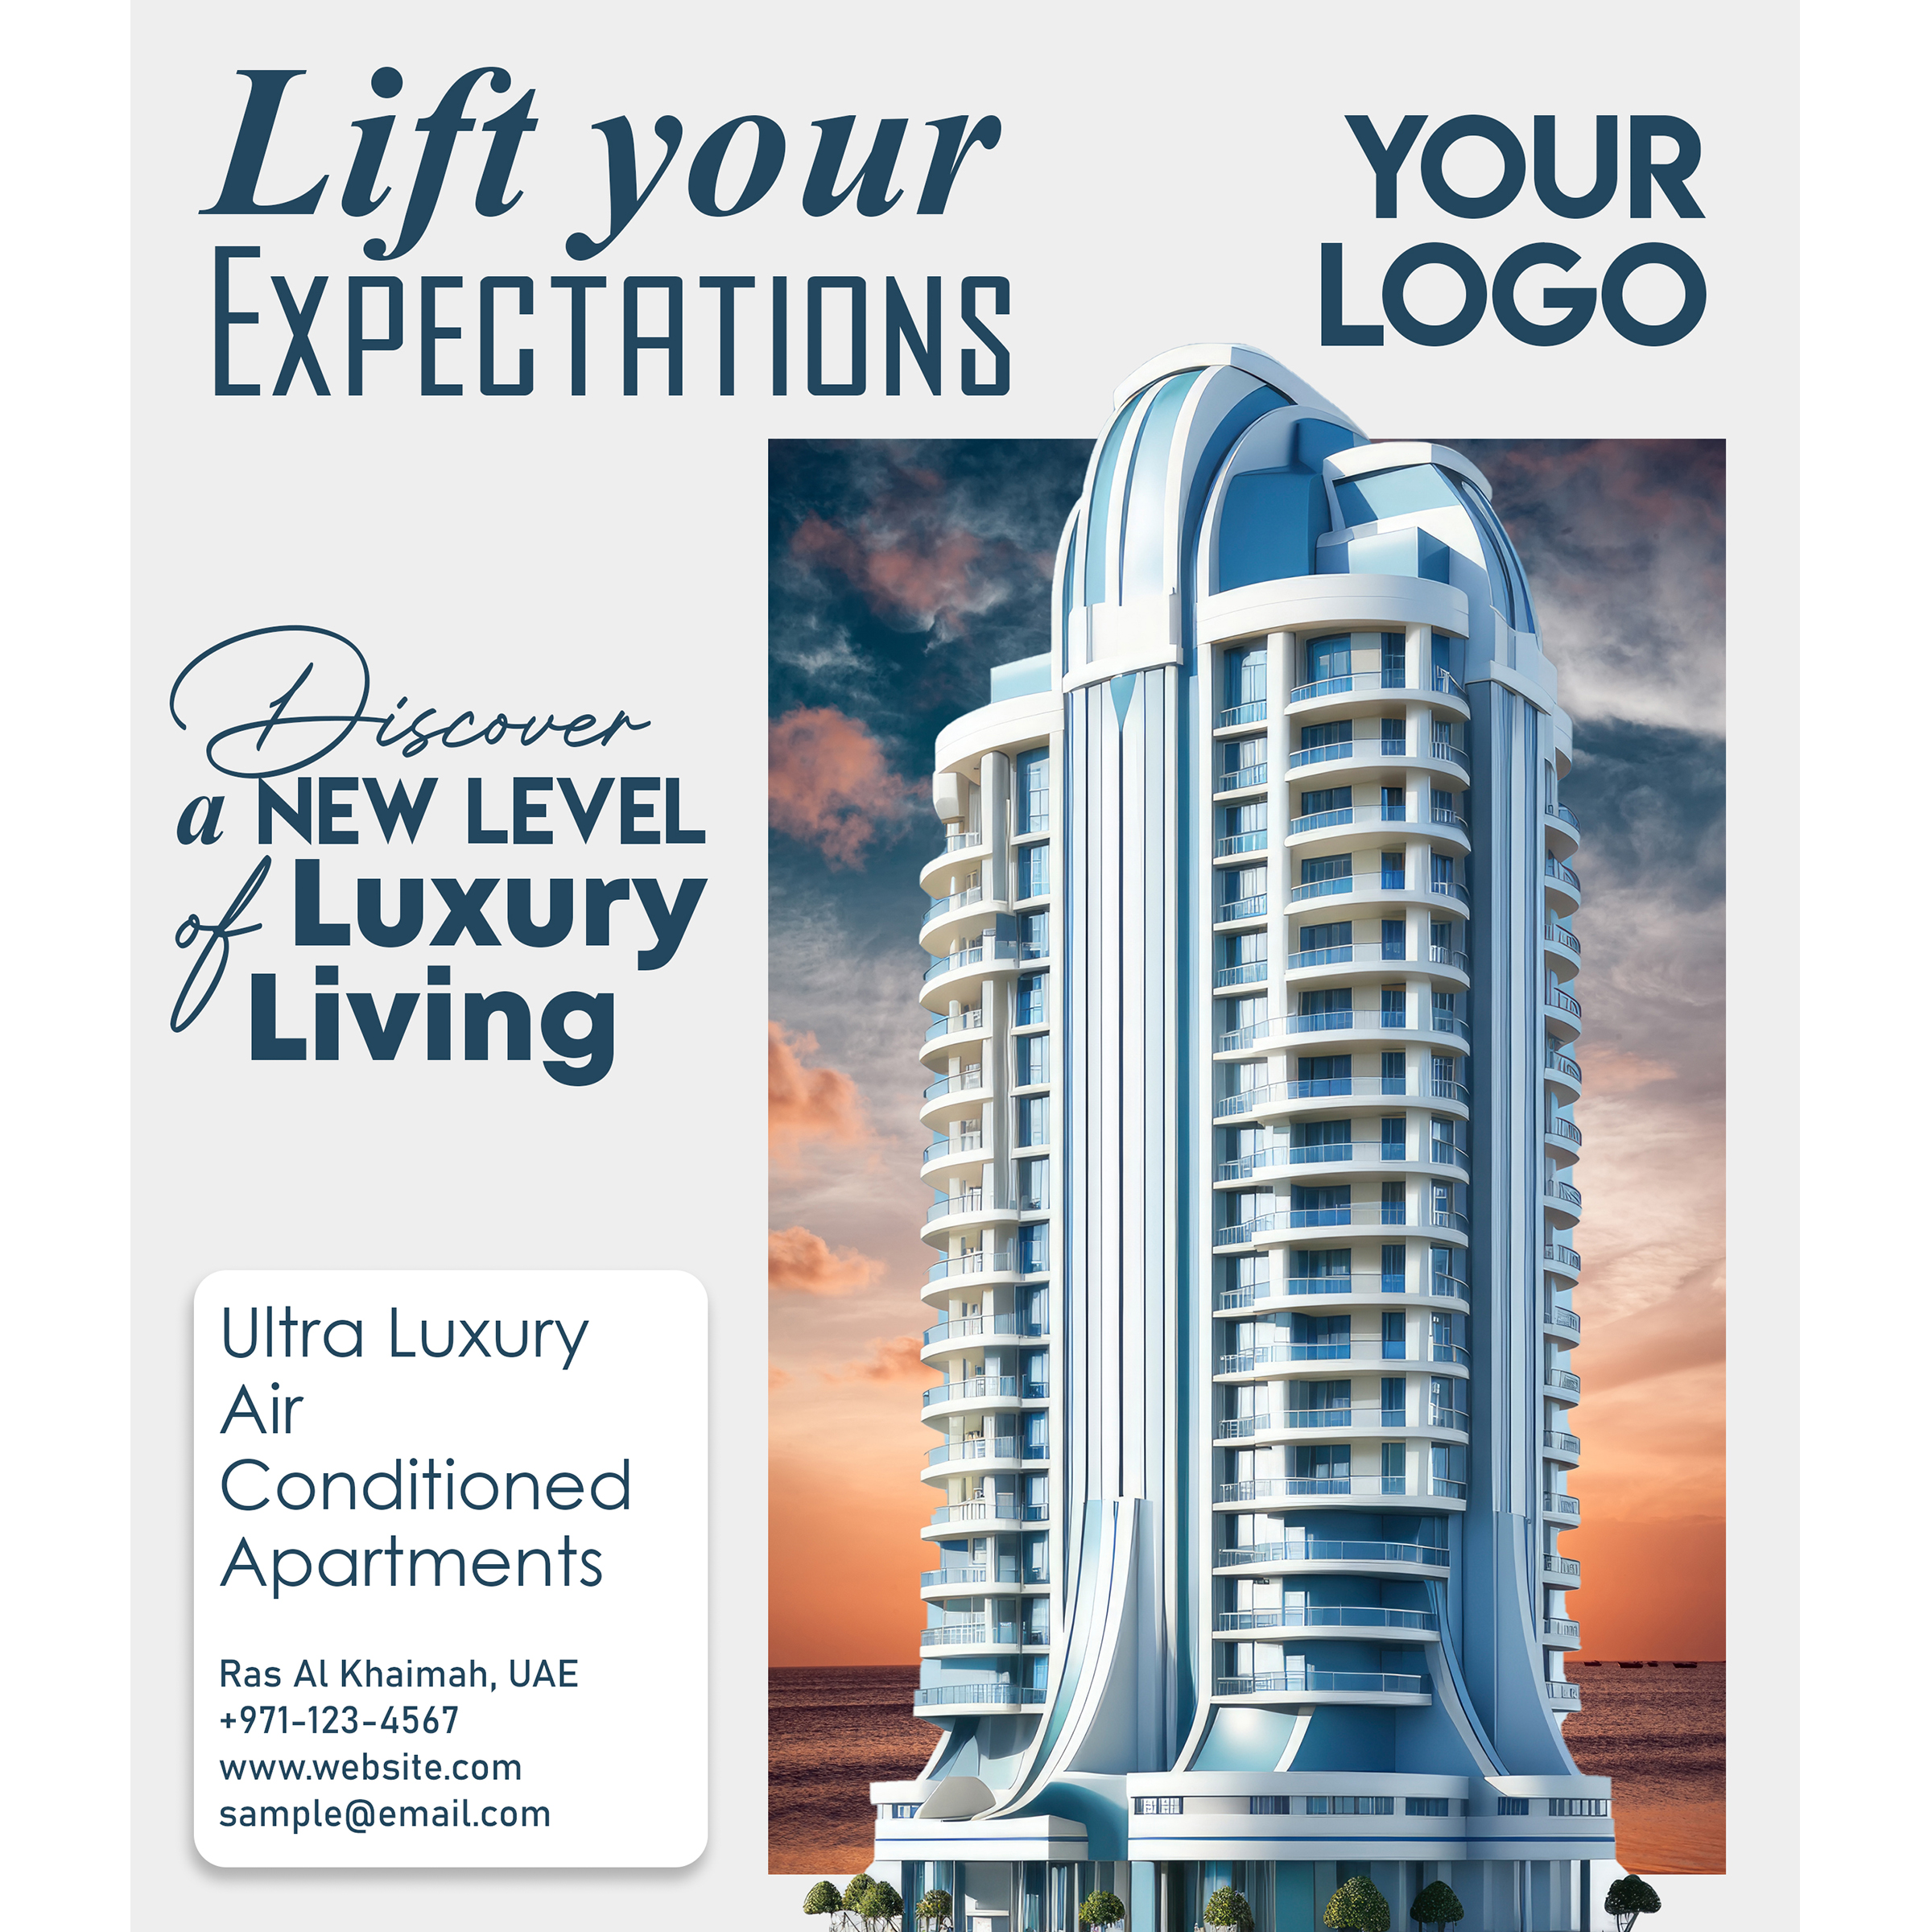 Lift your
EXPECTATIONS
YOUR
LOGO
Discover
a NEW LEVEL
of Luxury
Living
Ultra Luxury
Air
Conditioned
Apartments
Ras Al Khaimah, UAE
+971-123-4567
www.website.com
sample@email.com